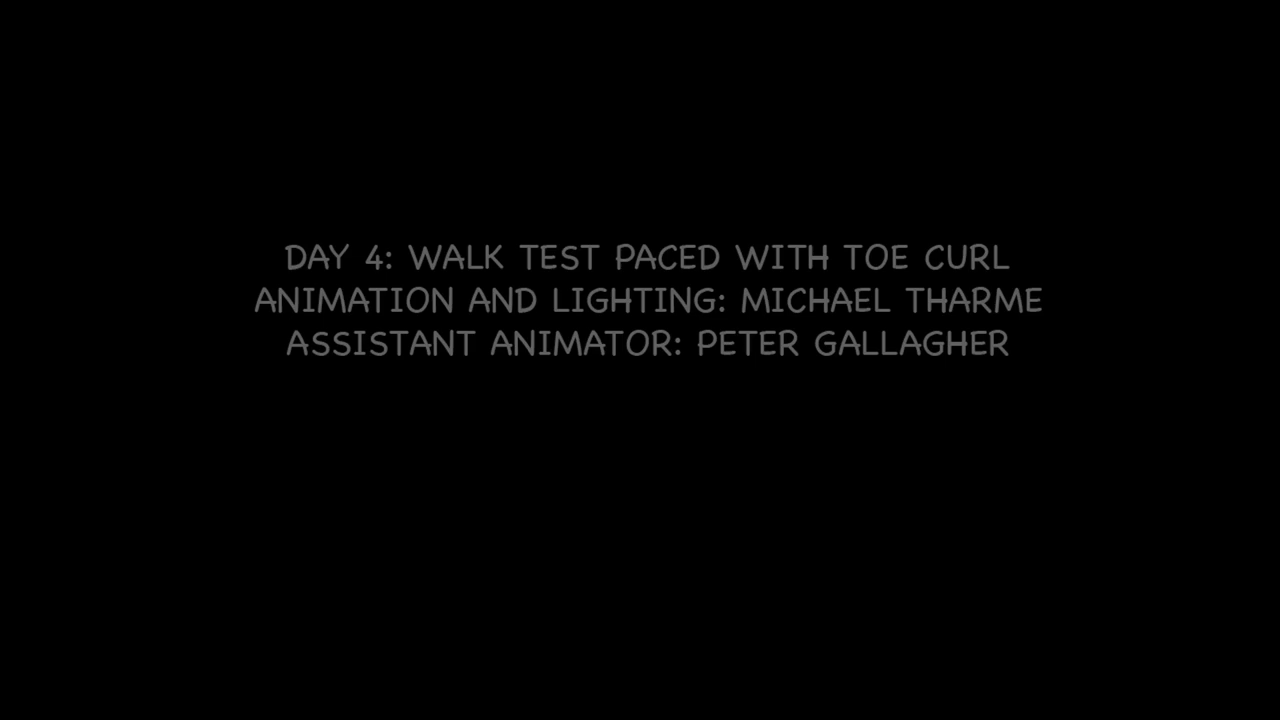 DAY 4: WALK TEST PACED WITH TOE CURL
ANIMATION AND LIGHTING: MICHAEL THARME
ASSISTANT ANIMATOR: PETER GALLAGHER